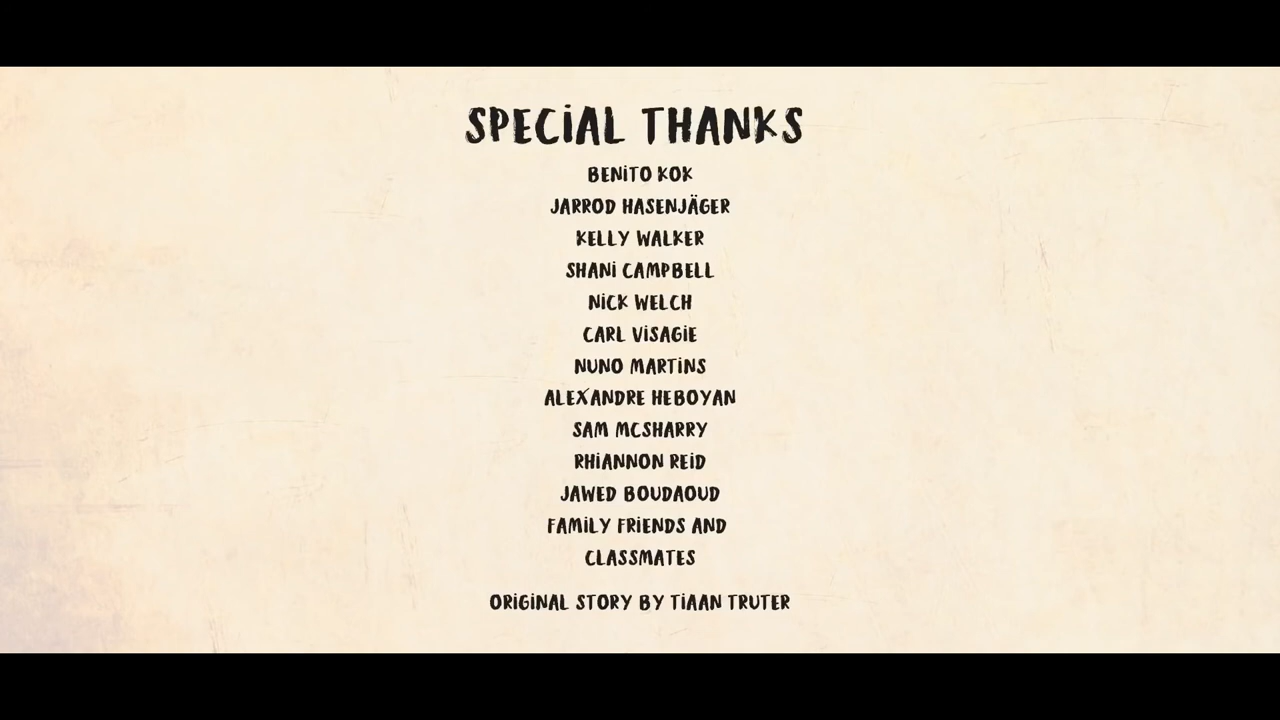 SPECiAL THANKS
BENiTO KOK
JARROD HASENJÄGER
KELLY WALKER
SHANi CAMPBELL
NiCK WELCH
CARL ViSAGiE
NUNO MARTiNS
ALEXANDRE HEBOYAN
SAM MCSHARRY
RHiANNON REiD
JAWED BOUDAOUD
FAMiLY FRiENDS AND
CLASSMATES
ORiGiNAL STORY BY TiAAN TRUTER